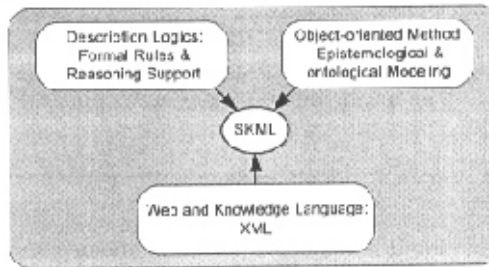 Description Logics:
Formal Rules &
Reasoning Support
Object-oriented Method
Epistemological &
ontological Modeling
SKML
Web and Knowledge Language:
XML